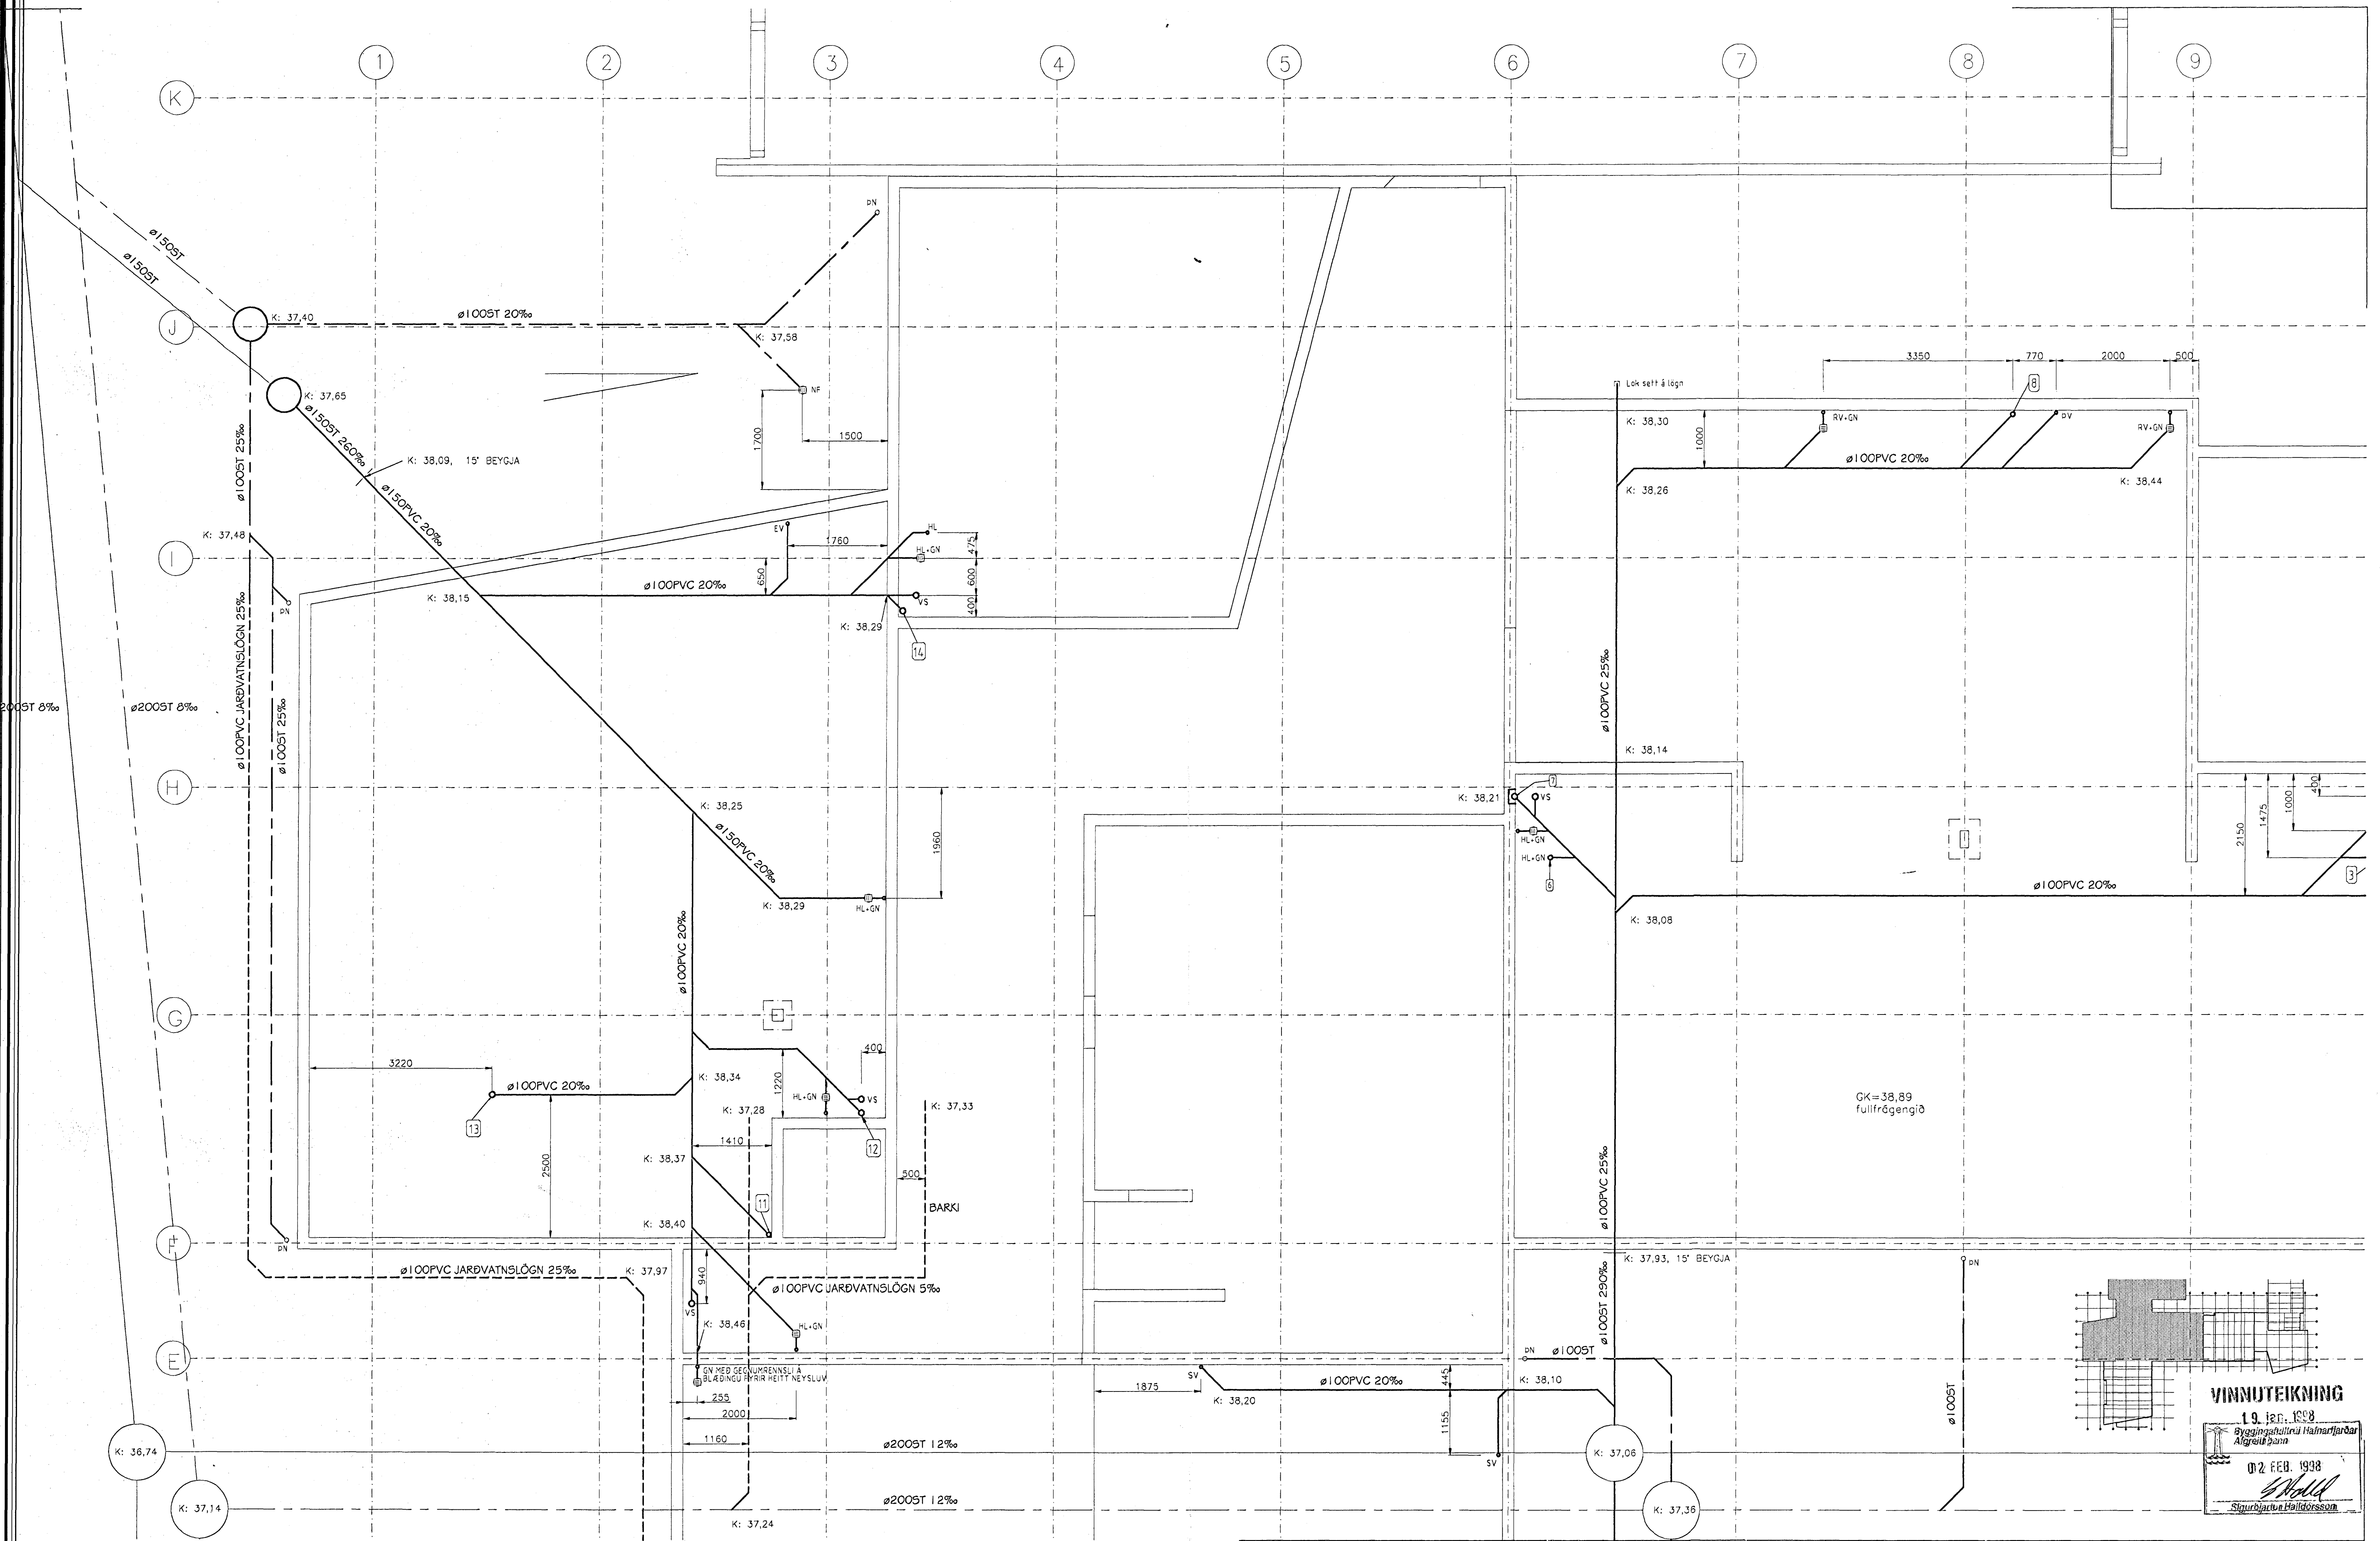 1
2
3
4
5
6
7
8
9
K
J
I
H
G
F
E
ø150ST
ø150ST
DN
K: 37,40
ø100ST 20‰
K: 37,58
NF
1700
1500
K: 37,65
ø150ST 260‰
K: 38,09, 15° BEYGJA
ø100ST 25‰
ø150PVC 20‰
K: 37,48
DN
EV
1760
650
HL
HL+GN
475
600
400
VS
ø100PVC 20‰
K: 38,15
K: 38,29
14
3350
770
2000
500
Lok sett á lögn
8
RV+GN
DV
RV+GN
K: 38,30
1000
ø100PVC 20‰
K: 38,26
K: 38,44
ø100PVC 25‰
K: 38,14
200ST 8‰
ø200ST 8‰
ø100PVC JARÐVATNSLÖGN 25‰
ø100ST 25‰
K: 38,25
ø150PVC 20‰
1960
K: 38,29
HL+GN
K: 38,21
7
VS
HL+GN
HL+GN
6
400
1000
1475
2150
3
ø100PVC 20‰
K: 38,08
ø100PVC 20‰
3220
ø100PVC 20‰
13
2500
K: 38,34
400
1220
HL+GN
VS
12
K: 37,28
K: 37,33
1410
K: 38,37
11
500
BARKI
K: 38,40
GK=38,89
fullfrágengið
ø100PVC 25‰
DN
ø100PVC JARÐVATNSLÖGN 25‰
K: 37,97
940
VS
ø100PVC JARÐVATNSLÖGN 5‰
K: 38,46
HL+GN
GN MEÐ GEGNUMRENNSLI Á
BLÆÐINGU FYRIR HEITT NEYSLUV
255
2000
1160
K: 37,93, 15° BEYGJA
ø100ST 290‰
DN
DN
ø100ST
SV
1875
K: 38,20
ø100PVC 20‰
445
K: 38,10
1155
SV
ø100ST
K: 36,74
ø200ST 12‰
K: 37,06
K: 37,14
ø200ST 12‰
K: 37,36
K: 37,24
VINNUTEIKNING
19. jan. 1998
Byggingafulltrúi Hafnarfjarðar
02 FEB. 1998
Sigurbjartur Halldórsson